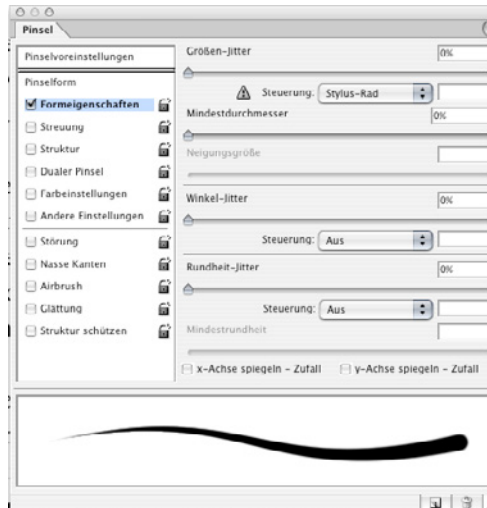 Pinsel
Pinselvoreinstellungen
Pinselform
Formeigenschaften
Streuung
Struktur
Dualer Pinsel
Farbeinstellungen
Andere Einstellungen
Störung
Nasse Kanten
Airbrush
Glättung
Struktur schützen
Größen-Jitter
0%
Steuerung: Stylus-Rad
Mindestdurchmesser
0%
Neigungsgröße
Winkel-Jitter
0%
Steuerung: Aus
Rundheit-Jitter
0%
Steuerung: Aus
Mindestrundheit
x-Achse spiegeln - Zufall
y-Achse spiegeln - Zufall